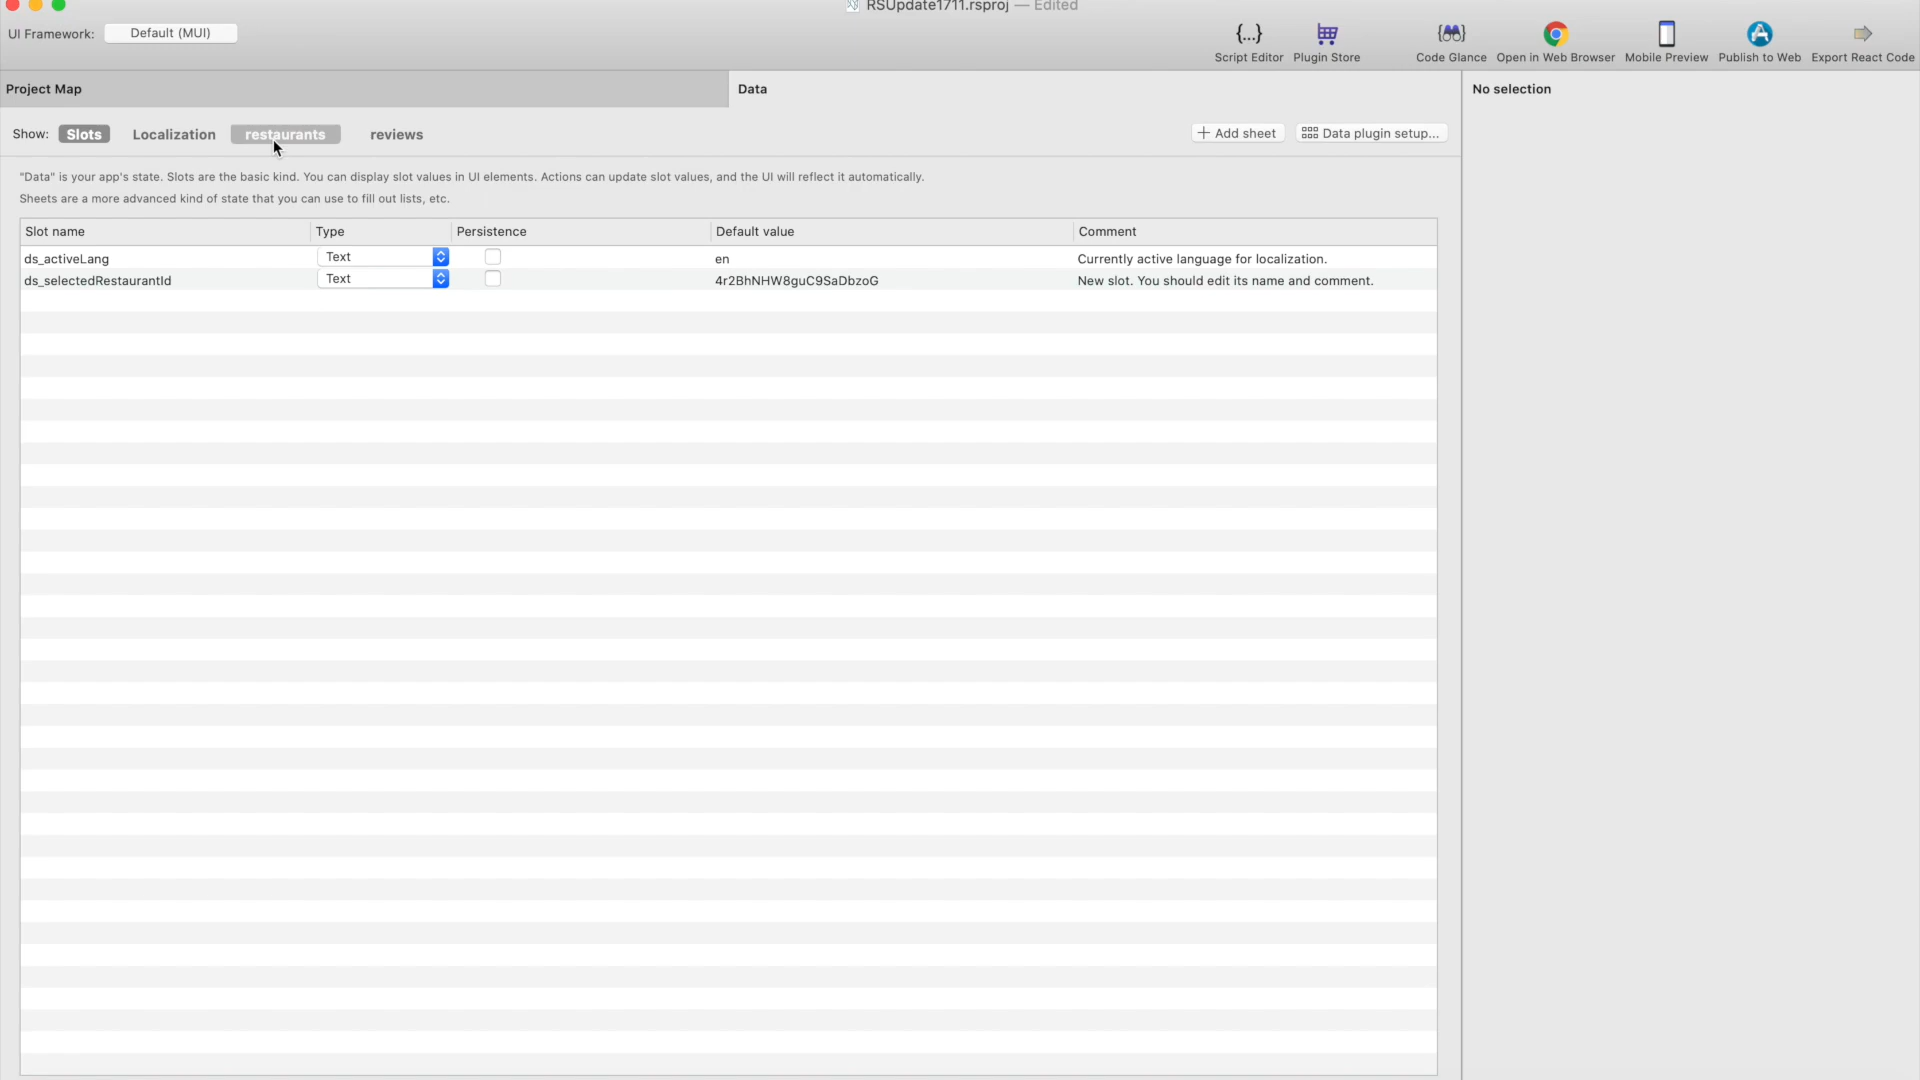 RSUpdate1711.rsproj — Edited
UI Framework: Default (MUI)
{...}
Script Editor Plugin Store Code Glance Open in Web Browser Mobile Preview Publish to Web Export React Code
Project Map Data No selection
Show: Slots Localization restaurants reviews + Add sheet Data plugin setup...
"Data" is your app's state. Slots are the basic kind. You can display slot values in UI elements. Actions can update slot values, and the UI will reflect it automatically.
Sheets are a more advanced kind of state that you can use to fill out lists, etc.
Slot name Type Persistence Default value Comment
ds_activeLang Text en Currently active language for localization.
ds_selectedRestaurantId Text 4r2BhNHW8guC9SaDbzoG New slot. You should edit its name and comment.